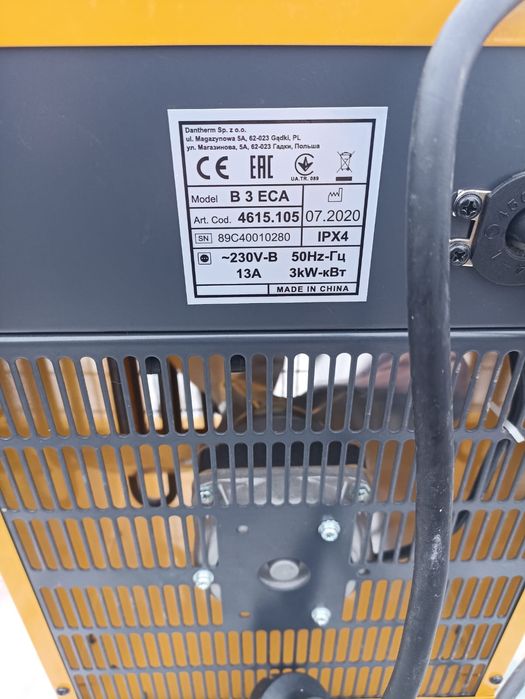 Dantherm Sp. z o.o.
ul. Magazynowa 5A, 62-023 Gądki, PL
ул. Магазинова, 5А, 62-023 Гадки, Польша
CE EAC UA.TR. 089
Model B 3 ECA
Art. Cod. 4615.105 07.2020
SN 89C40010280 IPX4
~230V-В 50Hz-Гц
13A 3kW-кВт
MADE IN CHINA